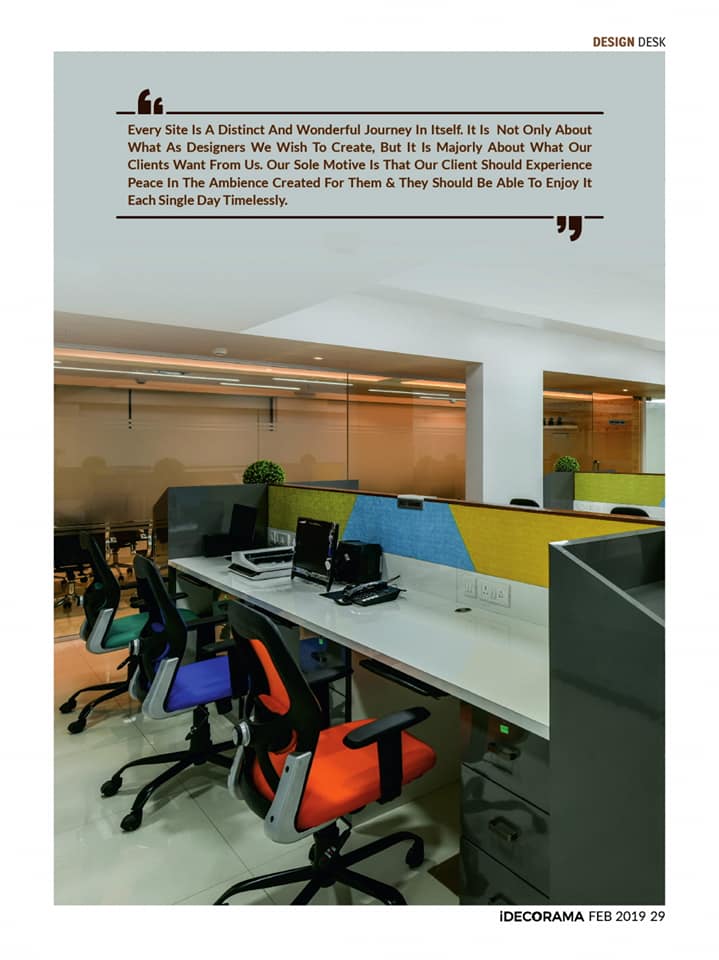 DESIGN DESK
Every Site Is A Distinct And Wonderful Journey In Itself. It Is Not Only About
What As Designers We Wish To Create, But It Is Majorly About What Our
Clients Want From Us. Our Sole Motive Is That Our Client Should Experience
Peace In The Ambience Created For Them & They Should Be Able To Enjoy It
Each Single Day Timelessly.
iDECORAMA FEB 2019 29